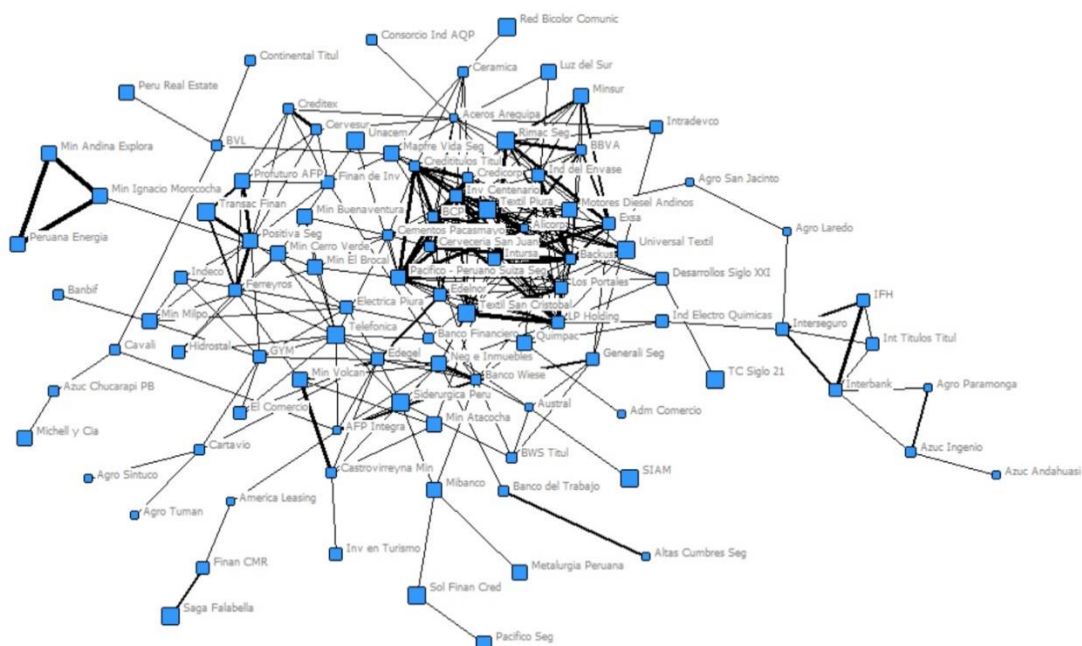 Red Bicolor Comunic
Consorcio Ind AQP
Continental Titul
Ceramica
Luz del Sur
Peru Real Estate
Minsur
Creditex
Aceros Arequipa
Intradevco
Cervesur
Unacem
Rimac Seg
BVL
Mapfre Vida Seg
BBVA
Min Andina Explora
Credititulos Titul
Credicorp
Ind del Envase
Profuturo AFP
Finan de Inv
Agro San Jacinto
Min Ignacio Morococha
Inv Centenario
Textil Piura
Motores Diesel Andinos
Transac Finan
Min Buenaventura
BCP
Alicorp
Exsa
Agro Laredo
Cementos Pacasmayo
Positiva Seg
Peruana Energia
Cerveceria San Juan
Universal Textil
Min Cerro Verde
Intursa
Backus
Min El Brocal
Indeco
Pacifico - Peruano Suiza Seg
Desarrollos Siglo XXI
Ferreyros
Los Portales
Banbif
Edelnor
IFH
Electrica Piura
Textil San Cristobal
Min Milpo
LP Holding
Ind Electro Quimicas
Interseguro
Telefonica
Banco Financiero
Quimpac
Int Titulos Titul
Cavali
Hidrostal
GYM
Edegel
Neg e Inmuebles
Generali Seg
Min Volcan
Banco Wiese
TC Siglo 21
Azuc Chucarapi PB
Interbank
Agro Paramonga
Siderurgica Peru
El Comercio
Austral
Adm Comercio
Min Atacocha
AFP Integra
Michell y Cia
Cartavio
BWS Titul
Azuc Ingenio
Castrovirreyna Min
Agro Sintuco
SIAM
Azuc Andahuasi
Mibanco
Banco del Trabajo
America Leasing
Agro Tuman
Inv en Turismo
Altas Cumbres Seg
Finan CMR
Metalurgia Peruana
Sol Finan Cred
Saga Falabella
Pacifico Seg